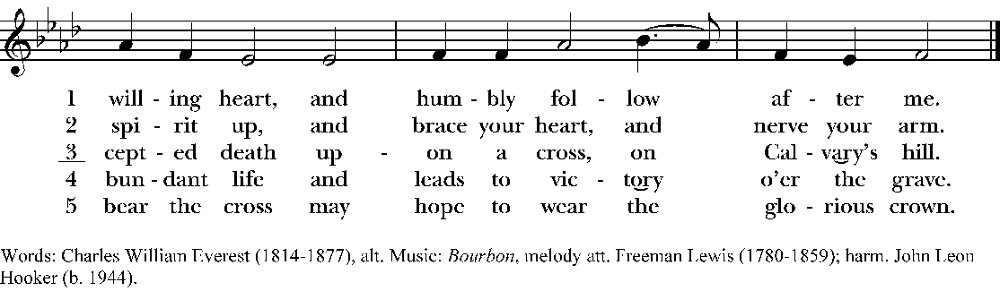 1 will - ing heart, and hum - bly fol - low af - ter me.
2 spi - rit up, and brace your heart, and nerve your arm.
3 cept - ed death up - on a cross, on Cal - vary's hill.
4 bun - dant life and leads to vic - tory o'er the grave.
5 bear the cross may hope to wear the glo - rious crown.
Words: Charles William Everest (1814-1877), alt. Music: Bourbon, melody att. Freeman Lewis (1780-1859); harm. John Leon
Hooker (b. 1944).